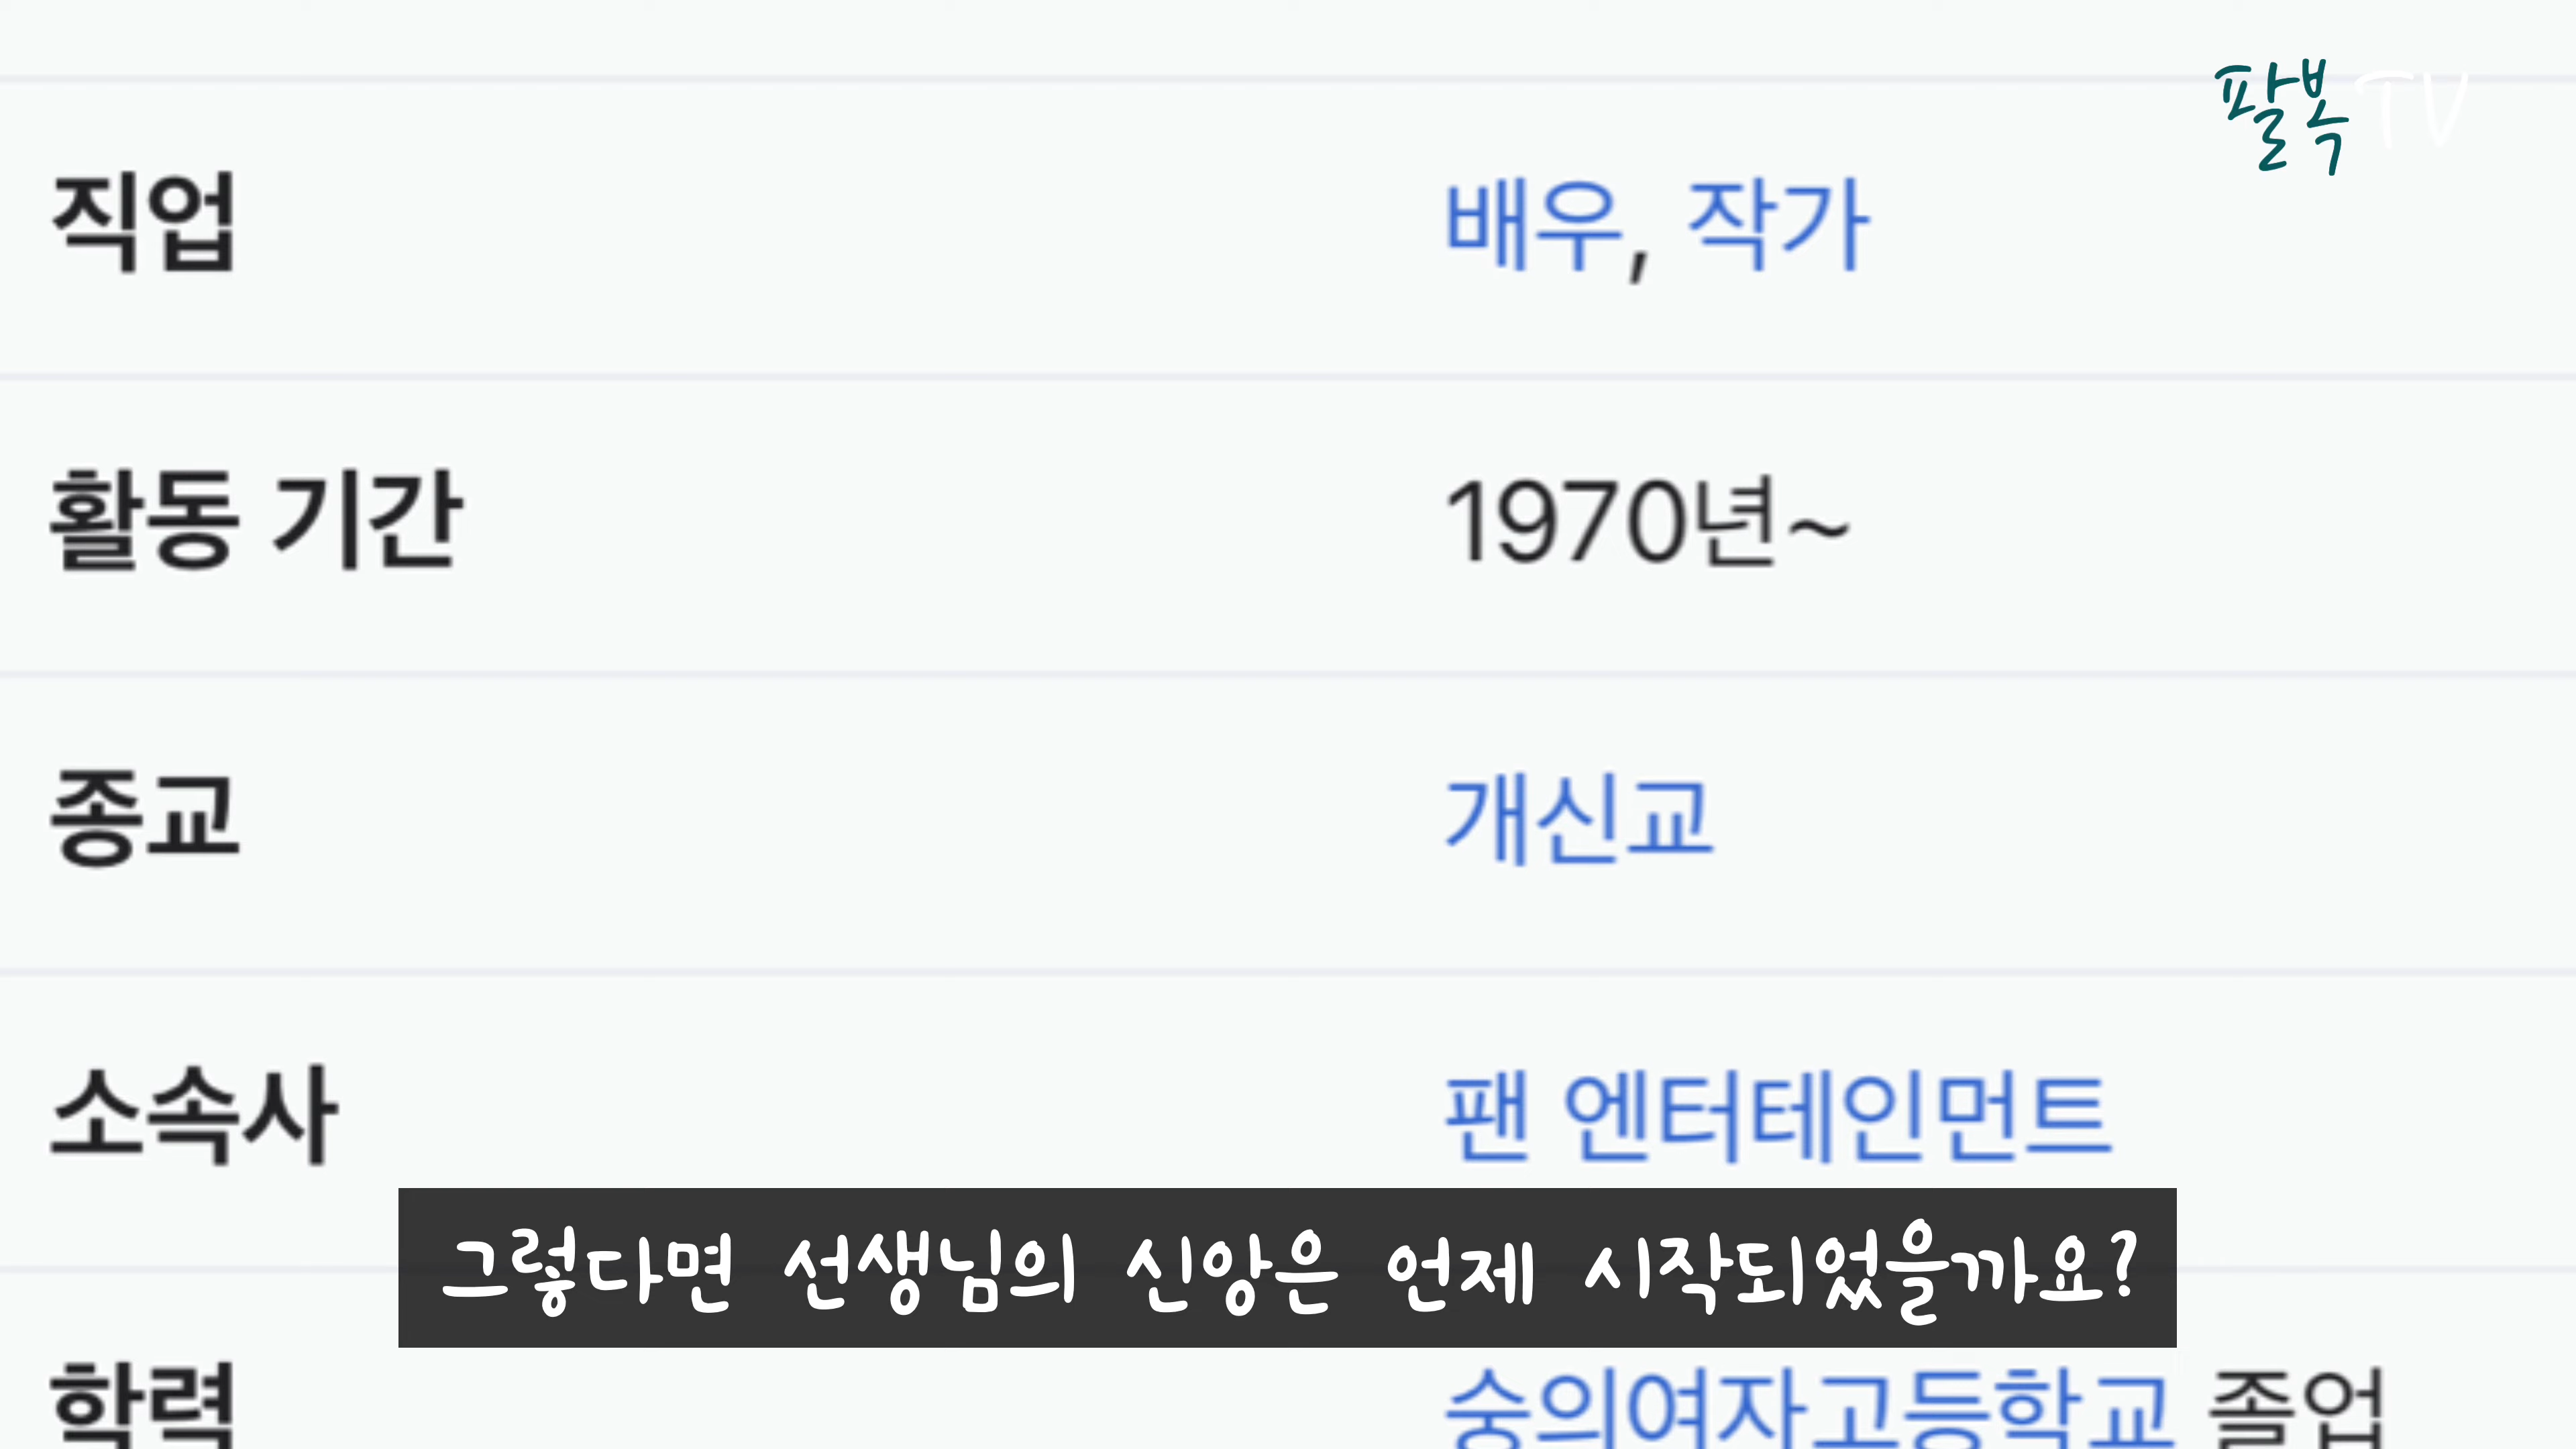 팔복TV
직업 배우, 작가
활동 기간 1970년~
종교 개신교
소속사 팬 엔터테인먼트
그렇다면 선생님의 신앙은 언제 시작되었을까요?
학력 숭의여자고등학교 졸업